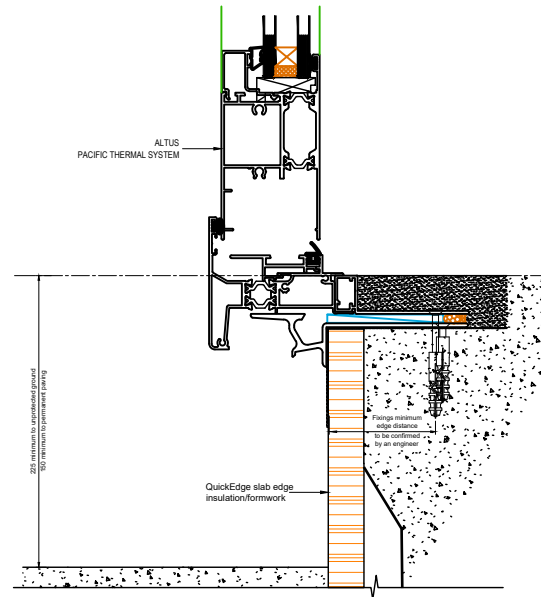 ALTUS
PACIFIC THERMAL SYSTEM
225 minimum to unprotected ground
150 minimum to permanent paving
Fixings minimum
edge distance
to be confirmed
by an engineer
QuickEdge slab edge
insulation/formwork